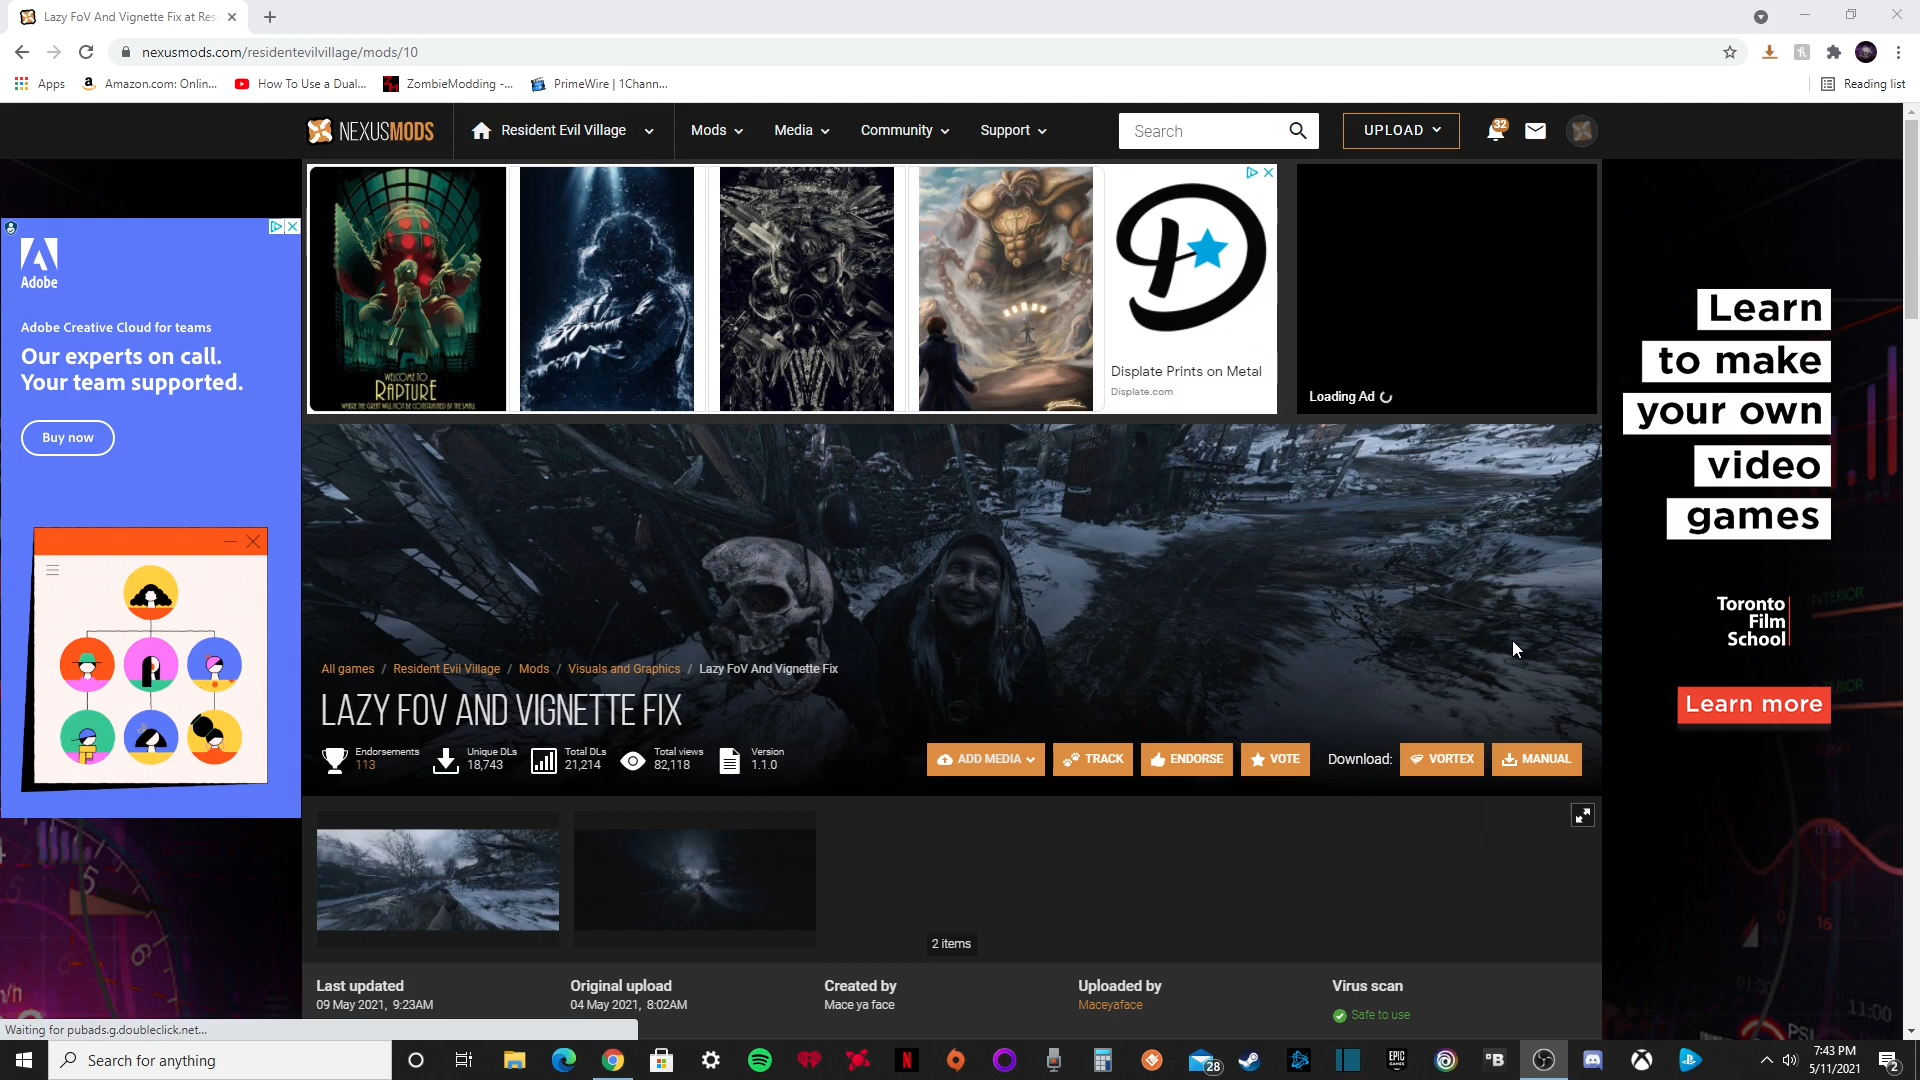 Lazy FoV And Vignette Fix at Res
nexusmods.com/residentevilvillage/mods/10
Apps
Amazon.com: Onlin...
How To Use a Dual...
ZombieModding -...
PrimeWire | 1Chann...
Reading list
NEXUSMODS
Resident Evil Village
Mods
Media
Community
Support
Search
UPLOAD
32
Adobe
Adobe Creative Cloud for teams
Our experts on call.
Your team supported.
Buy now
WELCOME TO
RAPTURE
Displate Prints on Metal
Displate.com
Loading Ad
Learn
to make
your own
video
games
Toronto
Film
School
Learn more
All games / Resident Evil Village / Mods / Visuals and Graphics / Lazy FoV And Vignette Fix
LAZY FOV AND VIGNETTE FIX
Endorsements
113
Unique DLs
18,743
Total DLs
21,214
Total views
82,118
Version
1.1.0
ADD MEDIA
TRACK
ENDORSE
VOTE
Download:
VORTEX
MANUAL
2 items
Last updated
09 May 2021, 9:23AM
Original upload
04 May 2021, 8:02AM
Created by
Mace ya face
Uploaded by
Maceyaface
Virus scan
Safe to use
Waiting for pubads.g.doubleclick.net...
Search for anything
28
EPIC
GAMES
7:43 PM
5/11/2021
2